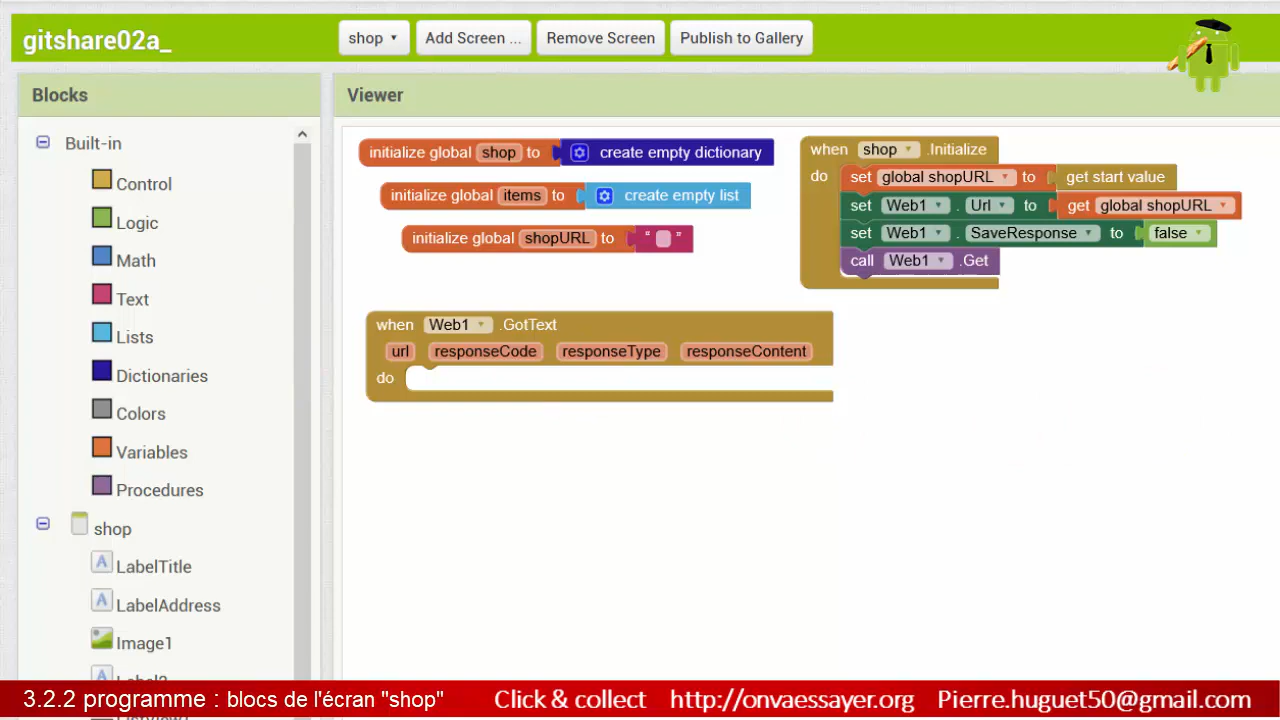 gitshare02a_
shop ▾ Add Screen ... Remove Screen Publish to Gallery
Blocks
Viewer
Built-in
Control
Logic
Math
Text
Lists
Dictionaries
Colors
Variables
Procedures
shop
LabelTitle
LabelAddress
Image1
initialize global shop to create empty dictionary
initialize global items to create empty list
initialize global shopURL to “ ”
when shop .Initialize
do set global shopURL to get start value
set Web1 . Url to get global shopURL
set Web1 . SaveResponse to false
call Web1 .Get
when Web1 .GotText
url responseCode responseType responseContent
do
3.2.2 programme : blocs de l'écran "shop" Click & collect http://onvaessayer.org Pierre.huguet50@gmail.com